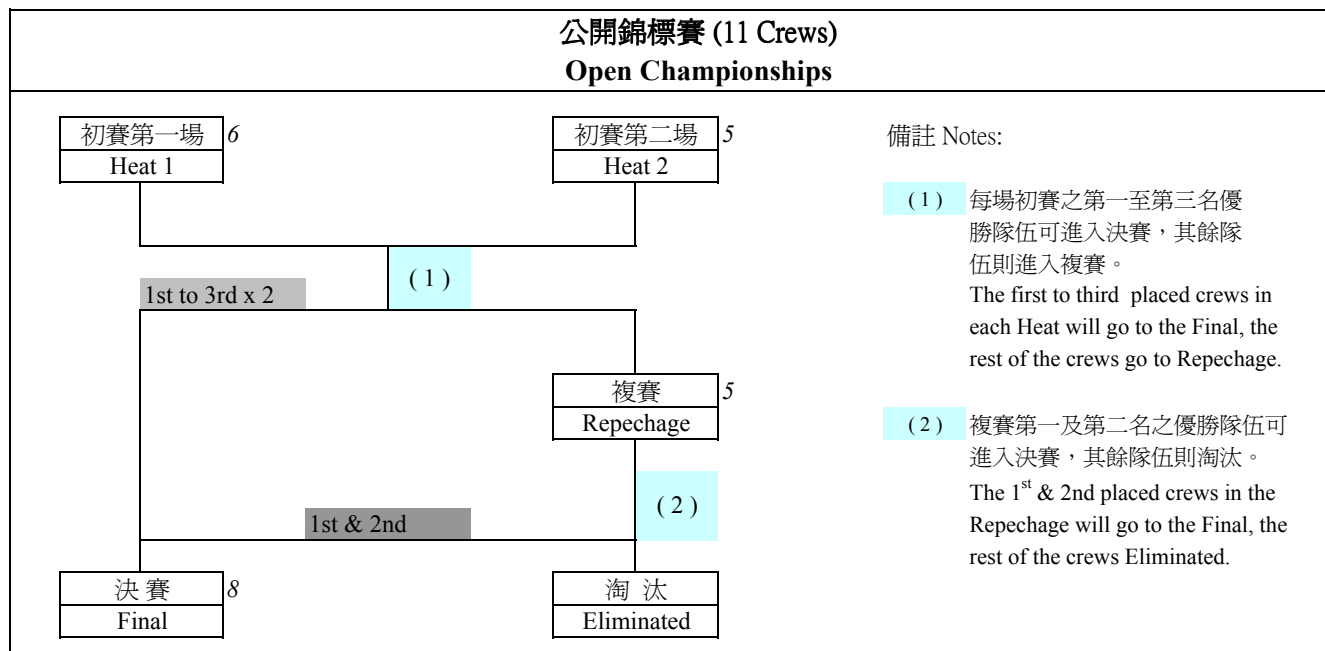 公開錦標賽 (11 Crews)
Open Championships
初賽第一場 6
Heat 1
初賽第二場 5
Heat 2
( 1 )
1st to 3rd x 2
複賽 5
Repechage
( 2 )
1st & 2nd
決 賽 8
Final
淘 汰
Eliminated
備註 Notes:
( 1 ) 每場初賽之第一至第三名優
勝隊伍可進入決賽，其餘隊
伍則進入複賽。
The first to third placed crews in
each Heat will go to the Final, the
rest of the crews go to Repechage.
( 2 ) 複賽第一及第二名之優勝隊伍可
進入決賽，其餘隊伍則淘汰。
The 1st & 2nd placed crews in the
Repechage will go to the Final, the
rest of the crews Eliminated.